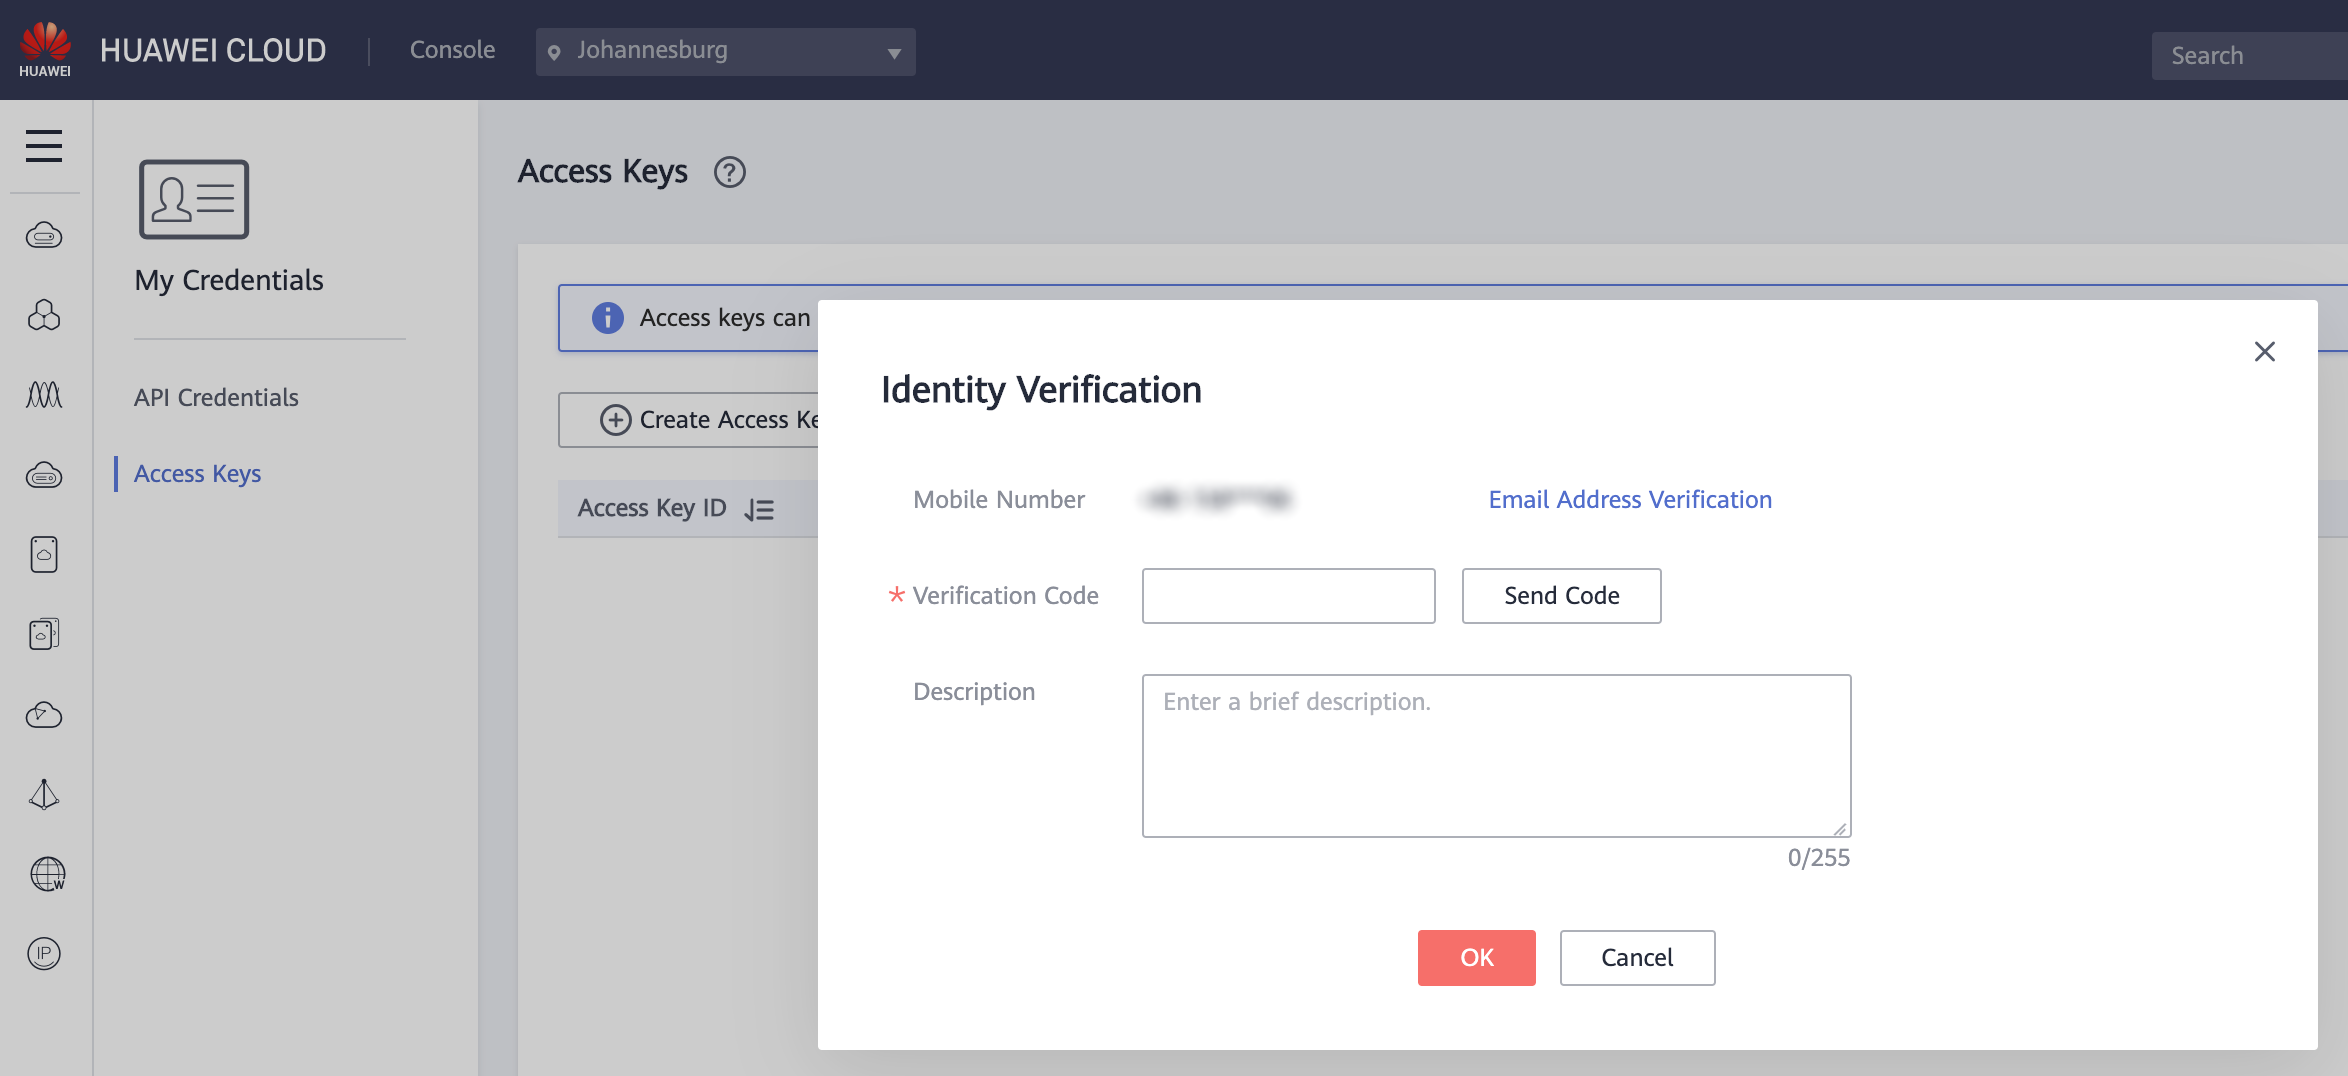 HUAWEI
HUAWEI CLOUD
Console
Johannesburg
Search
Access Keys ?
My Credentials
API Credentials
Access Keys
Access keys can
Create Access Ke
Access Key ID
Identity Verification
Mobile Number
Email Address Verification
* Verification Code
Send Code
Description
Enter a brief description.
0/255
OK
Cancel
W
IP